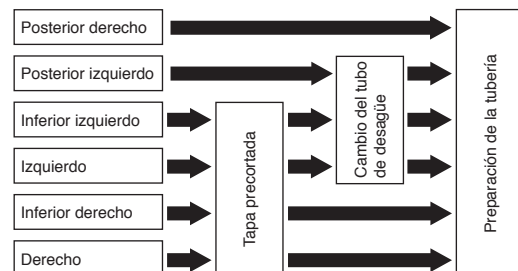 Posterior derecho
Posterior izquierdo
Inferior izquierdo
Izquierdo
Inferior derecho
Derecho
Tapa precortada
Cambio del tubo
de desagüe
Preparación de la tubería